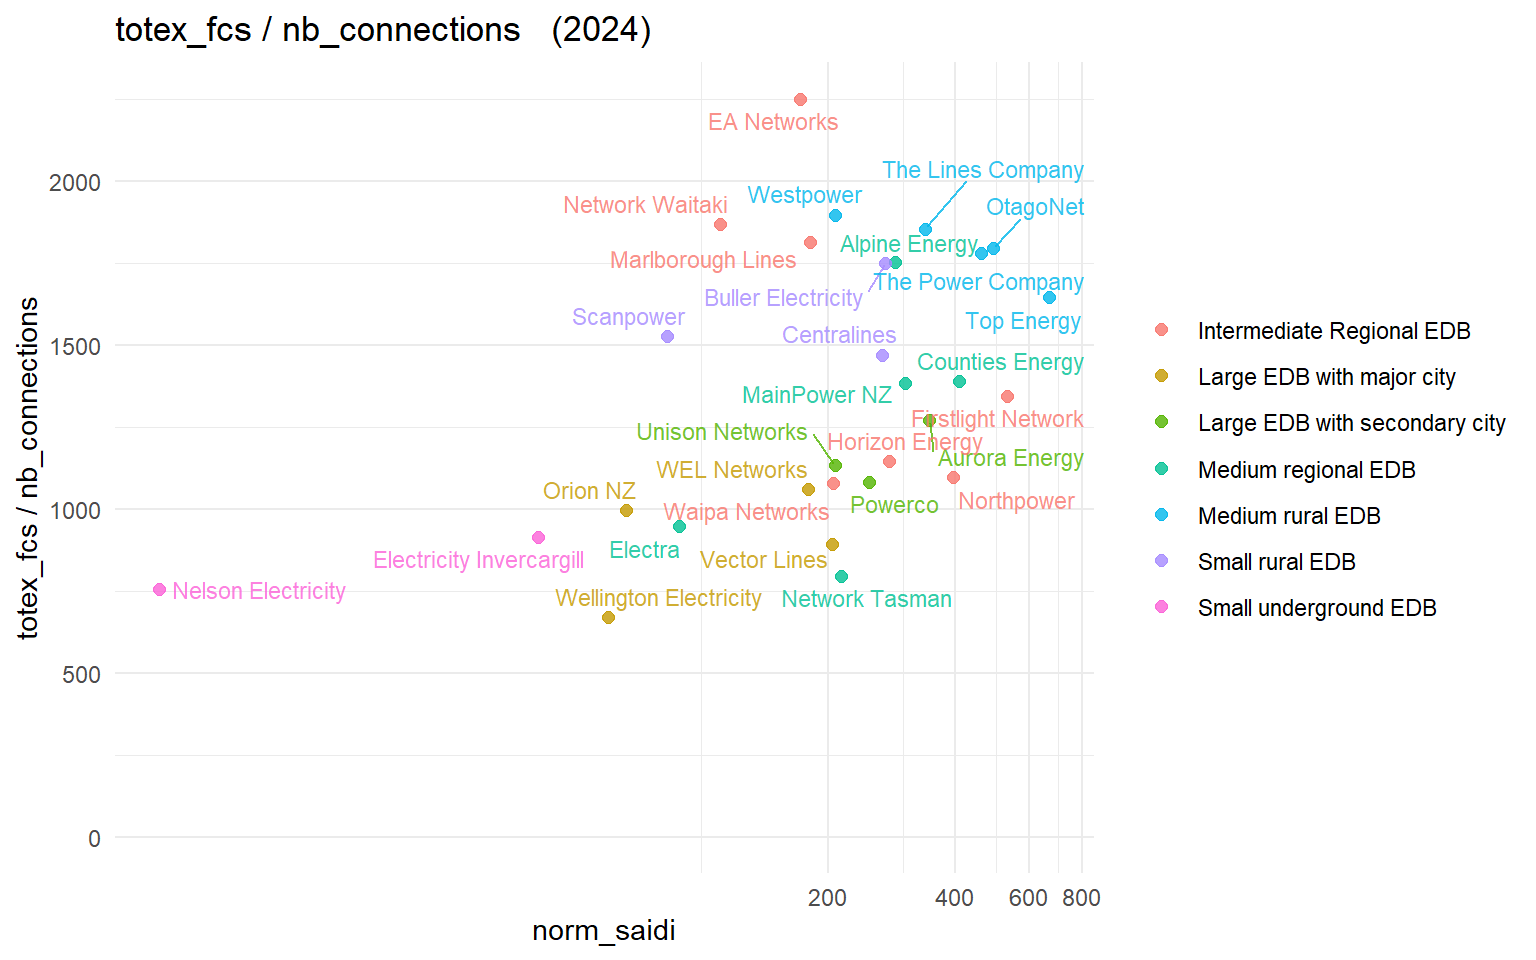 totex_fcs / nb_connections (2024)
EA Networks
The Lines Company
Westpower
Network Waitaki
OtagoNet
Alpine Energy
Marlborough Lines
The Power Company
Buller Electricity
Scanpower
Top Energy
Centralines
Counties Energy
MainPower NZ
Firstlight Network
Unison Networks
Horizon Energy
Aurora Energy
WEL Networks
Orion NZ
Northpower
Powerco
Waipa Networks
Electra
Electricity Invercargill
Vector Lines
Nelson Electricity
Wellington Electricity
Network Tasman
2000
1500
1000
500
0
totex_fcs / nb_connections
200
400
600
800
norm_saidi
Intermediate Regional EDB
Large EDB with major city
Large EDB with secondary city
Medium regional EDB
Medium rural EDB
Small rural EDB
Small underground EDB